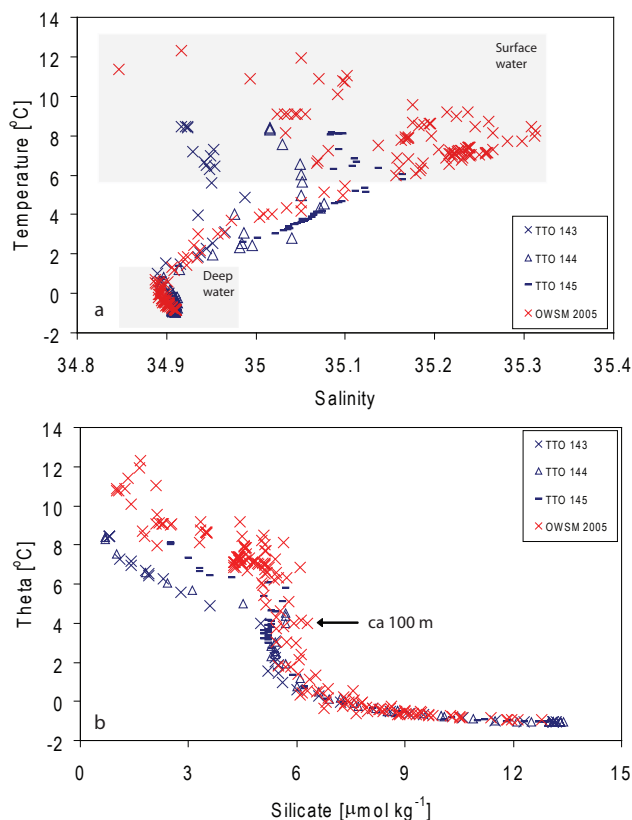 14
12
10
8
6
4
2
0
-2
Temperature [⁰C]
Surface
water
Deep
water
TTO 143
TTO 144
TTO 145
OWSM 2005
a
34.8 34.9 35 35.1 35.2 35.3 35.4
Salinity
14
12
10
8
6
4
2
0
-2
Theta [⁰C]
TTO 143
TTO 144
TTO 145
OWSM 2005
ca 100 m
b
0 3 6 9 12 15
Silicate [μmol kg⁻¹]